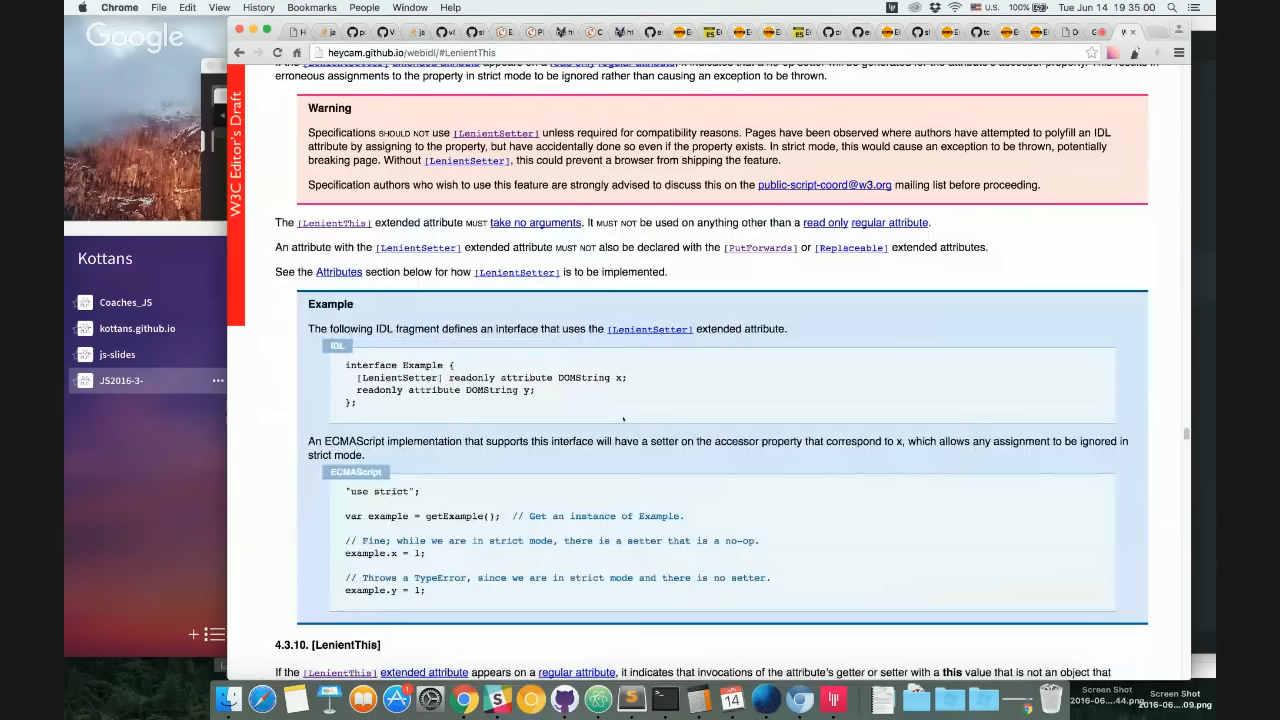 Chrome File Edit View History Bookmarks People Window Help U.S. 100% Tue Jun 14 19:35:00
Google
heycam.github.io/webidl/#LenientThis
erroneous assignments to the property in strict mode to be ignored rather than causing an exception to be thrown.
W3C Editor's Draft
Warning
Specifications SHOULD NOT use [LenientSetter] unless required for compatibility reasons. Pages have been observed where authors have attempted to polyfill an IDL
attribute by assigning to the property, but have accidentally done so even if the property exists. In strict mode, this would cause an exception to be thrown, potentially
breaking page. Without [LenientSetter], this could prevent a browser from shipping the feature.
Specification authors who wish to use this feature are strongly advised to discuss this on the public-script-coord@w3.org mailing list before proceeding.
The [LenientThis] extended attribute MUST take no arguments. It MUST NOT be used on anything other than a read only regular attribute.
An attribute with the [LenientSetter] extended attribute MUST NOT also be declared with the [PutForwards] or [Replaceable] extended attributes.
See the Attributes section below for how [LenientSetter] is to be implemented.
Example
The following IDL fragment defines an interface that uses the [LenientSetter] extended attribute.
IDL
interface Example {
[LenientSetter] readonly attribute DOMString x;
readonly attribute DOMString y;
};
An ECMAScript implementation that supports this interface will have a setter on the accessor property that correspond to x, which allows any assignment to be ignored in
strict mode.
ECMAScript
"use strict";
var example = getExample(); // Get an instance of Example.
// Fine; while we are in strict mode, there is a setter that is a no-op.
example.x = 1;
// Throws a TypeError, since we are in strict mode and there is no setter.
example.y = 1;
4.3.10. [LenientThis]
If the [LenientThis] extended attribute appears on a regular attribute, it indicates that invocations of the attribute's getter or setter with a this value that is not an object that
Kottans
Coaches_JS
kottans.github.io
js-slides
JS2016-3-
Screen Shot
2016-06....44.png
Screen Shot
2016-06....09.png